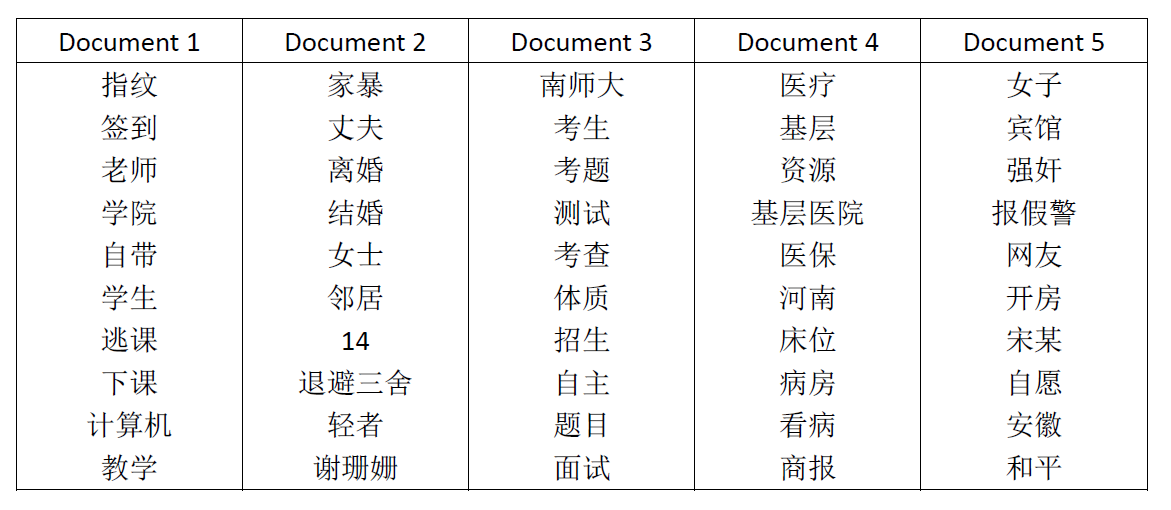 Document 1 Document 2 Document 3 Document 4 Document 5
指纹 家暴 南师大 医疗 女子
签到 丈夫 考生 基层 宾馆
老师 离婚 考题 资源 强奸
学院 结婚 测试 基层医院 报假警
自带 女士 考查 医保 网友
学生 邻居 体质 河南 开房
逃课 14 招生 床位 宋某
下课 退避三舍 自主 病房 自愿
计算机 轻者 题目 看病 安徽
教学 谢珊姗 面试 商报 和平